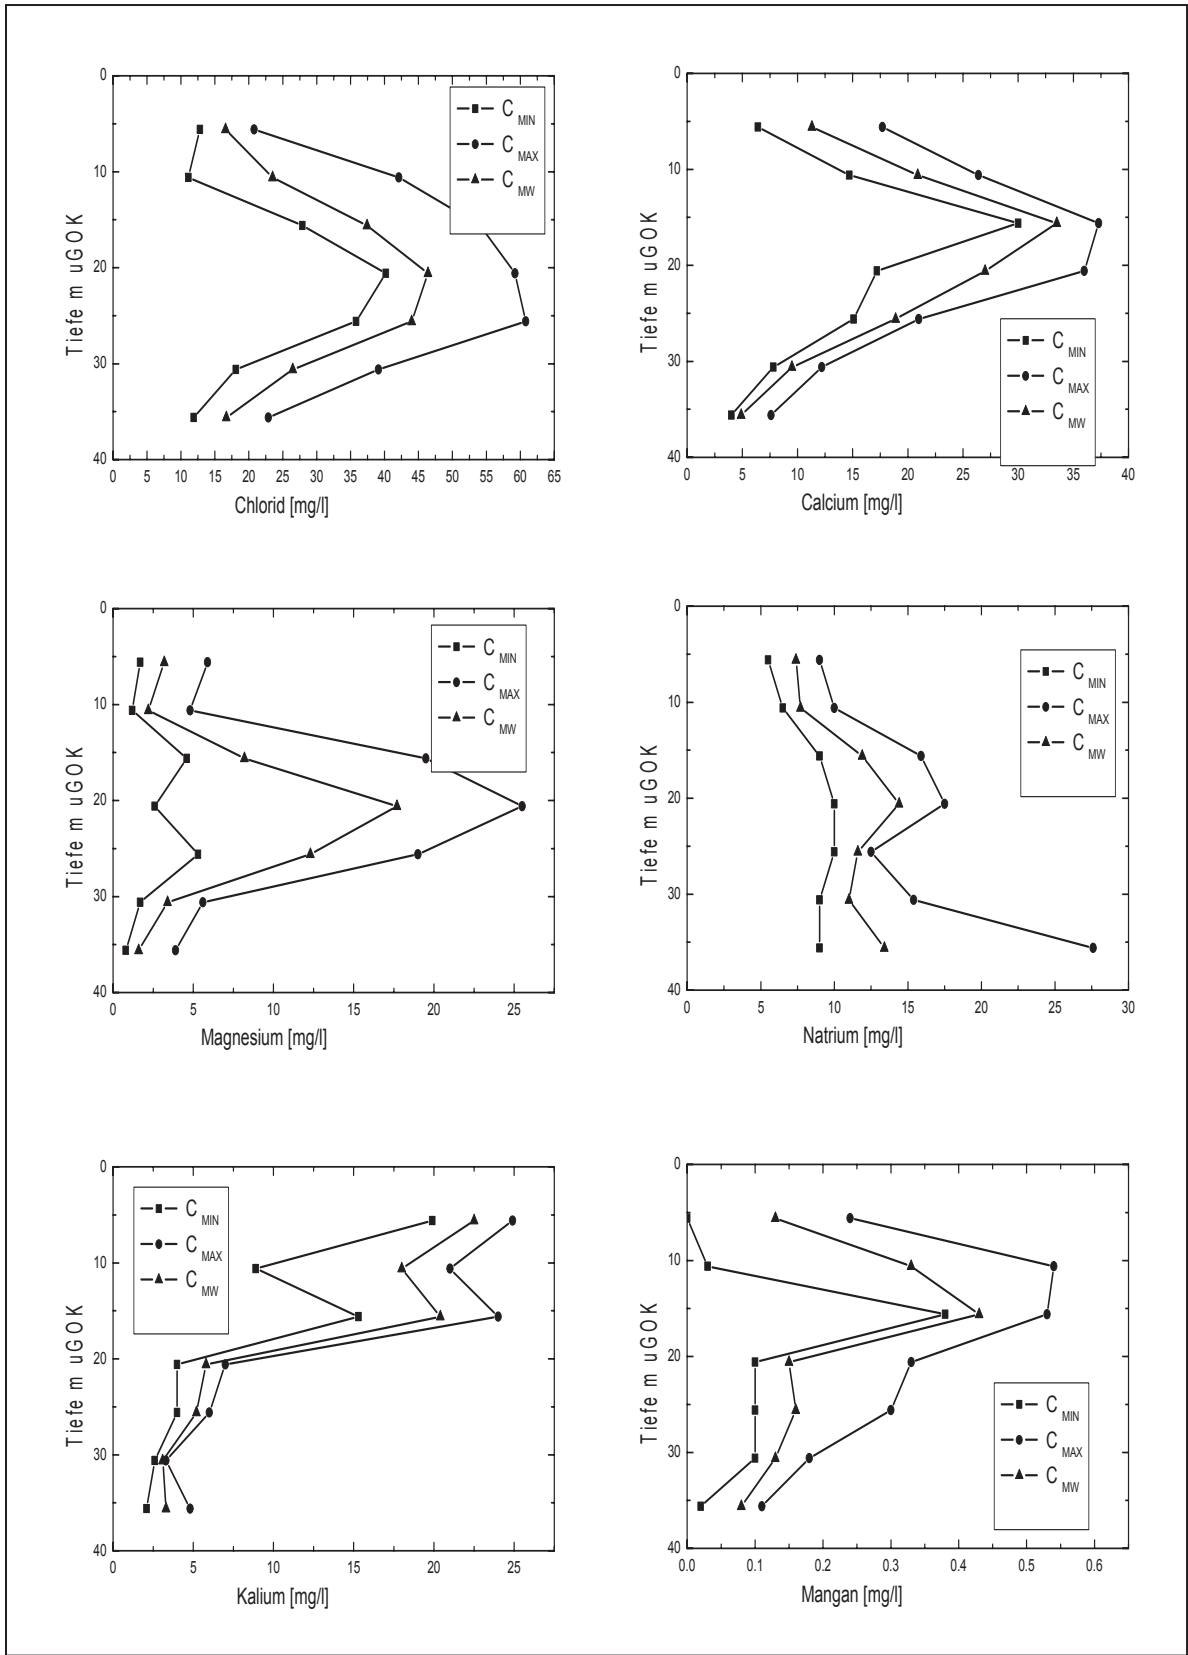 0
10
20
30
40
Tiefe m uGOK
C MIN
C MAX
C MW
0 5 10 15 20 25 30 35 40 45 50 55 60 65
Chlorid [mg/l]
0
10
20
30
40
Tiefe m uGOK
C MIN
C MAX
C MW
0 5 10 15 20 25 30 35 40
Calcium [mg/l]
0
10
20
30
40
Tiefe m uGOK
C MIN
C MAX
C MW
0 5 10 15 20 25
Magnesium [mg/l]
0
10
20
30
40
Tiefe m uGOK
C MIN
C MAX
C MW
0 5 10 15 20 25 30
Natrium [mg/l]
0
10
20
30
40
Tiefe m uGOK
C MIN
C MAX
C MW
0 5 10 15 20 25
Kalium [mg/l]
0
10
20
30
40
Tiefe m uGOK
C MIN
C MAX
C MW
0.0 0.1 0.2 0.3 0.4 0.5 0.6
Mangan [mg/l]